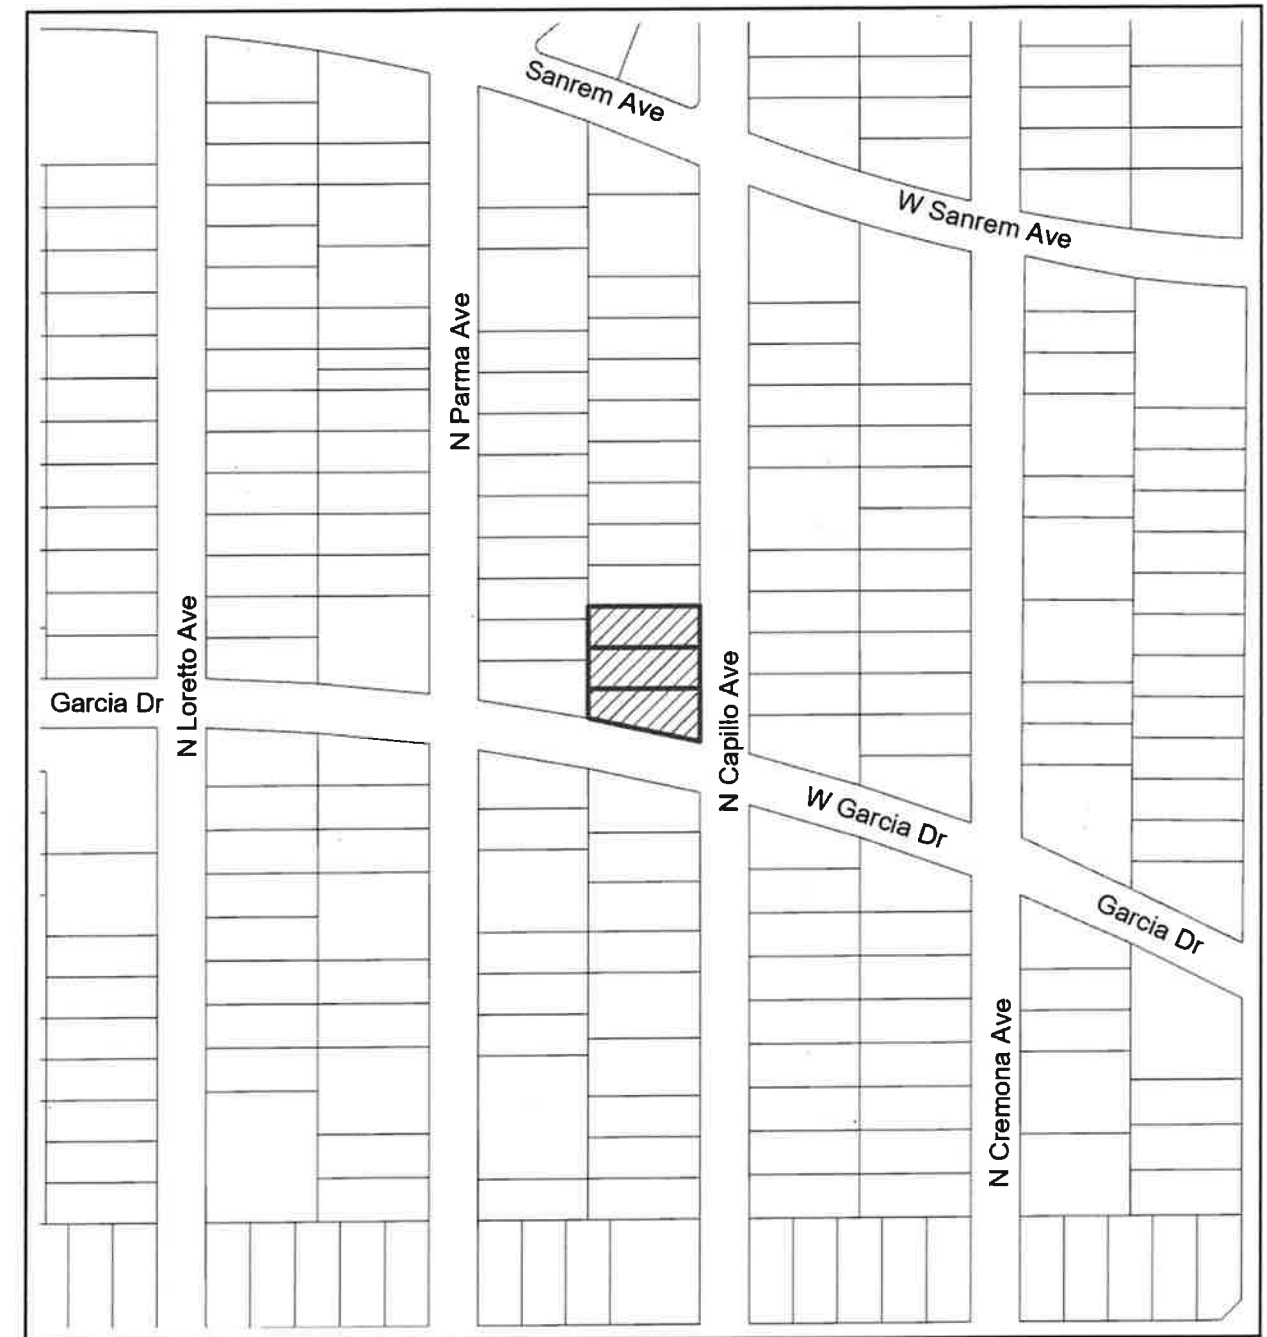 Sanrem Ave
W Sanrem Ave
N Parma Ave
N Loretto Ave
Garcia Dr
N Capillo Ave
W Garcia Dr
Garcia Dr
N Cremona Ave